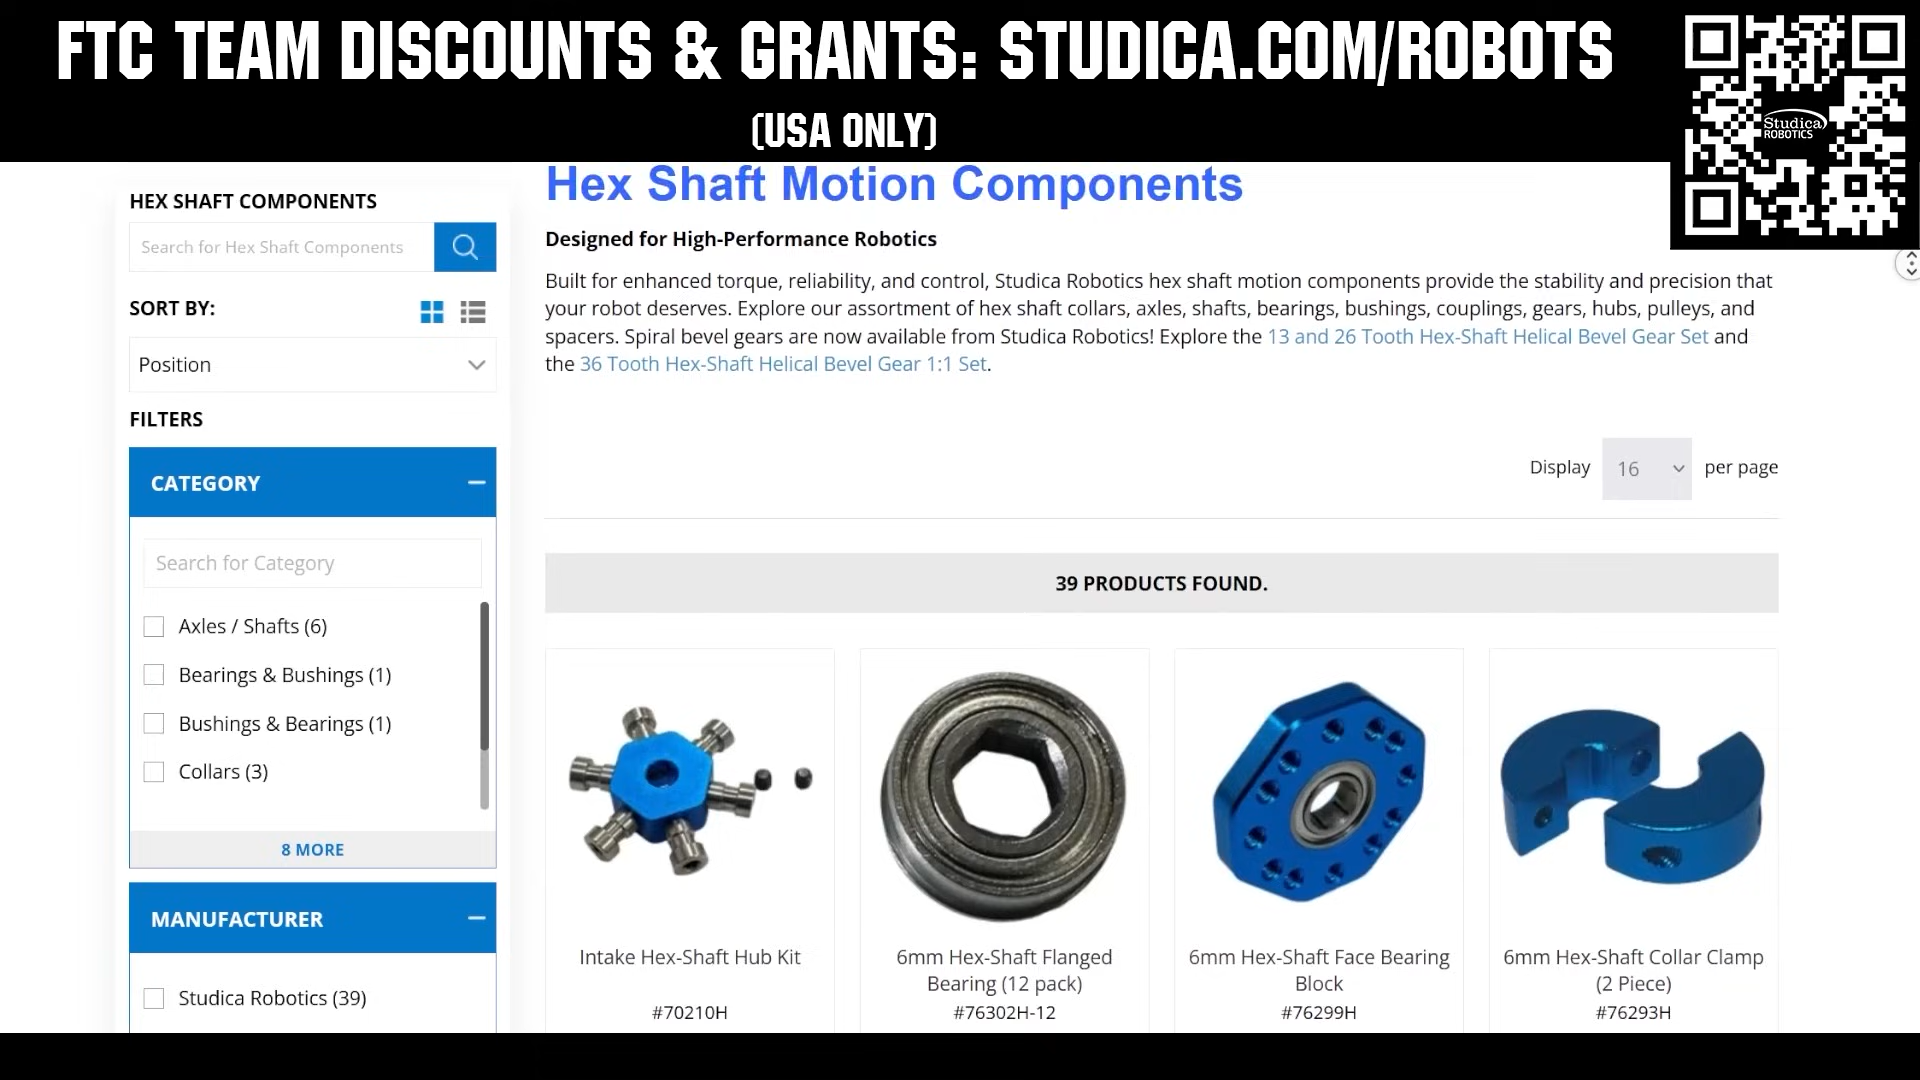 FTC TEAM DISCOUNTS & GRANTS: STUDICA.COM/ROBOTS
(USA ONLY)
Studica
ROBOTICS
HEX SHAFT COMPONENTS
Search for Hex Shaft Components
SORT BY:
Position
FILTERS
CATEGORY
Search for Category
Axles / Shafts (6)
Bearings & Bushings (1)
Bushings & Bearings (1)
Collars (3)
8 MORE
MANUFACTURER
Studica Robotics (39)
Hex Shaft Motion Components
Designed for High-Performance Robotics
Built for enhanced torque, reliability, and control, Studica Robotics hex shaft motion components provide the stability and precision that
your robot deserves. Explore our assortment of hex shaft collars, axles, shafts, bearings, bushings, couplings, gears, hubs, pulleys, and
spacers. Spiral bevel gears are now available from Studica Robotics! Explore the 13 and 26 Tooth Hex-Shaft Helical Bevel Gear Set and
the 36 Tooth Hex-Shaft Helical Bevel Gear 1:1 Set.
Display 16 per page
39 PRODUCTS FOUND.
Intake Hex-Shaft Hub Kit
#70210H
6mm Hex-Shaft Flanged
Bearing (12 pack)
#76302H-12
6mm Hex-Shaft Face Bearing
Block
#76299H
6mm Hex-Shaft Collar Clamp
(2 Piece)
#76293H